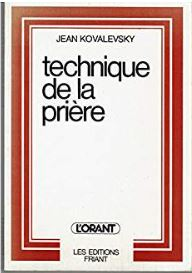 JEAN KOVALEVSKY
technique
de la
prière
L'ORANT
LES EDITIONS
FRIANT